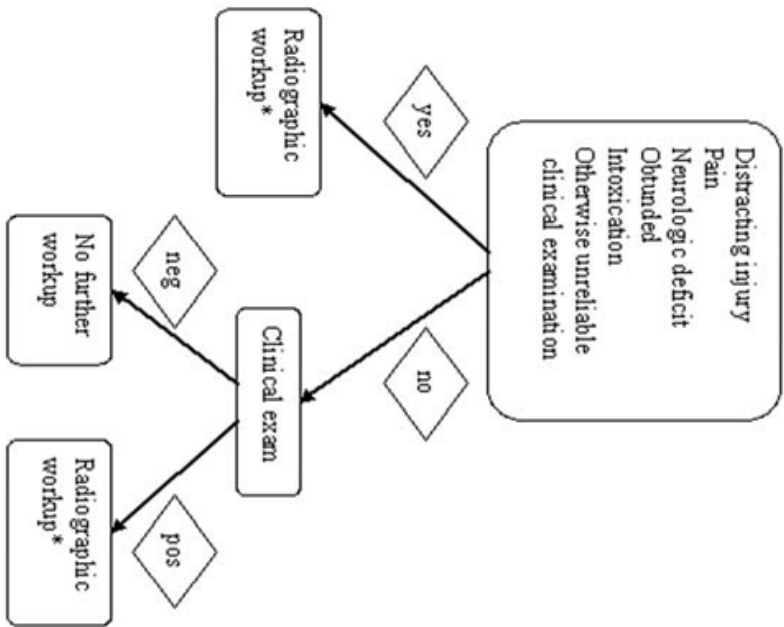 Distracting injury
Pain
Neurologic deficit
Obtunded
Intoxication
Otherwise unreliable
clinical examination
yes
no
Radiographic
workup*
Clinical exam
neg
pos
No further
workup
Radiographic
workup*